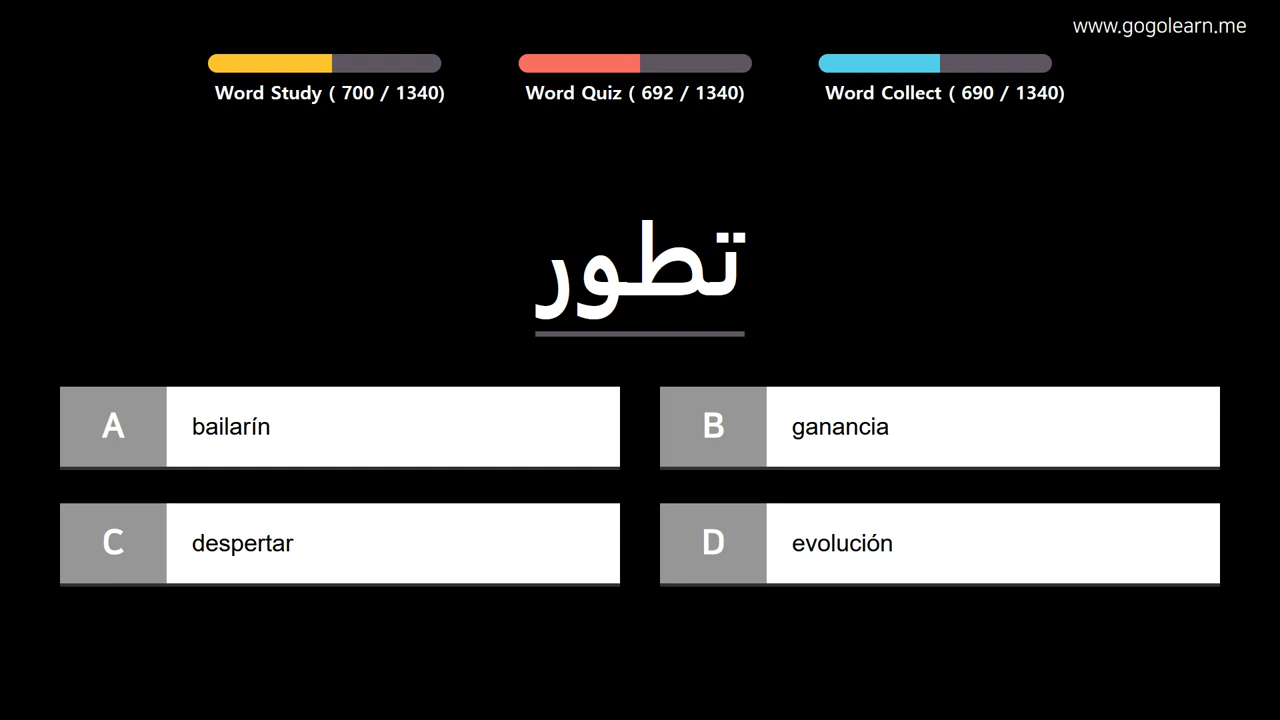 www.gogolearn.me
Word Study ( 700 / 1340)
Word Quiz ( 692 / 1340)
Word Collect ( 690 / 1340)
تطور
A bailarín
B ganancia
C despertar
D evolución